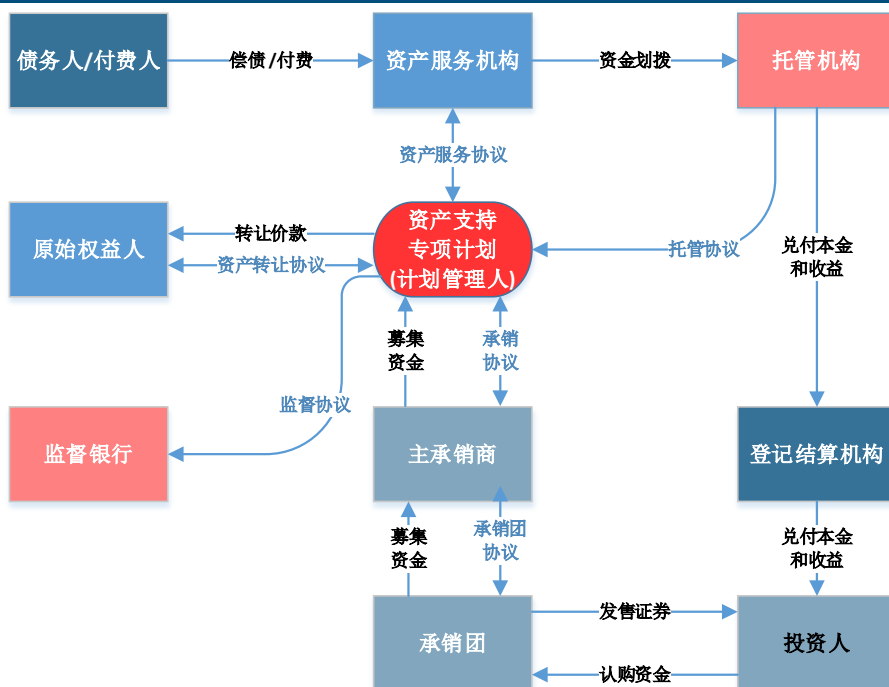 债务人/付费人
偿债/付费
资产服务机构
资金划拨
托管机构
资产服务协议
原始权益人
转让价款
资产转让协议
资产支持
专项计划
(计划管理人)
托管协议
兑付本金
和收益
募集
资金
承销
协议
监督协议
监督银行
主承销商
登记结算机构
募集
资金
承销团
协议
兑付本金
和收益
承销团
发售证券
认购资金
投资人